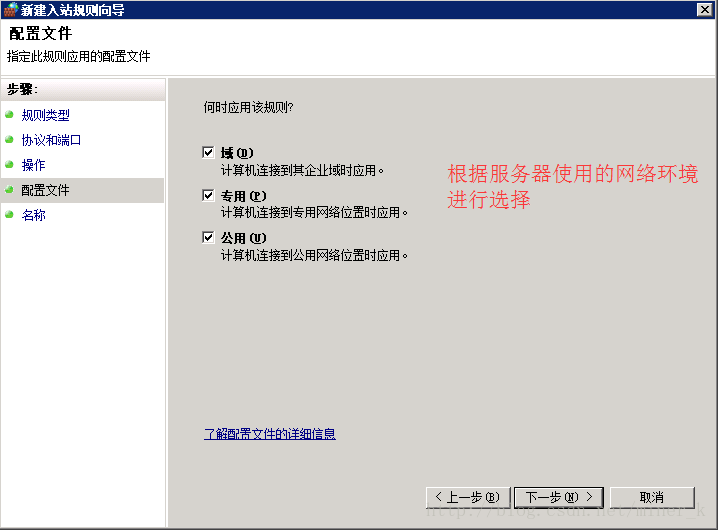 新建入站规则向导
配置文件
指定此规则应用的配置文件
步骤:
规则类型
协议和端口
操作
配置文件
名称
何时应用该规则?
域(D)
计算机连接到其企业域时应用。
专用(P)
计算机连接到专用网络位置时应用。
公用(U)
计算机连接到公用网络位置时应用。
根据服务器使用的网络环境
进行选择
了解配置文件的详细信息
< 上一步(B)
下一步(N) >
取消